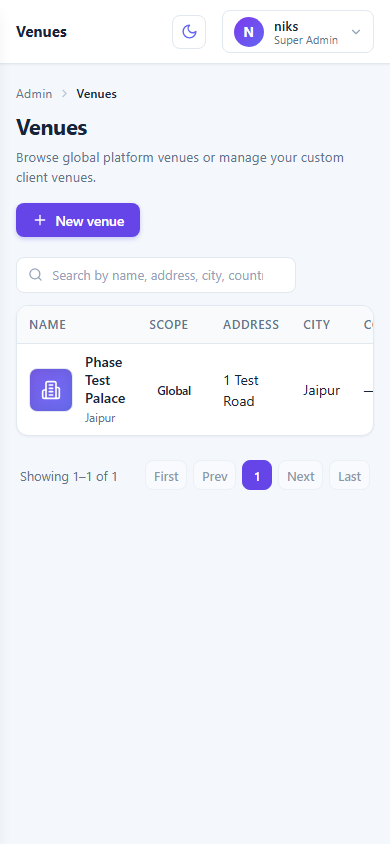 Venues
N
niks
Super Admin
Admin
Venues
Venues
Browse global platform venues or manage your custom
client venues.
New venue
Search by name, address, city, countr
NAME SCOPE ADDRESS CITY
Phase
Test
Palace
Jaipur
Global
1 Test
Road
Jaipur
—
Showing 1–1 of 1
First Prev 1 Next Last